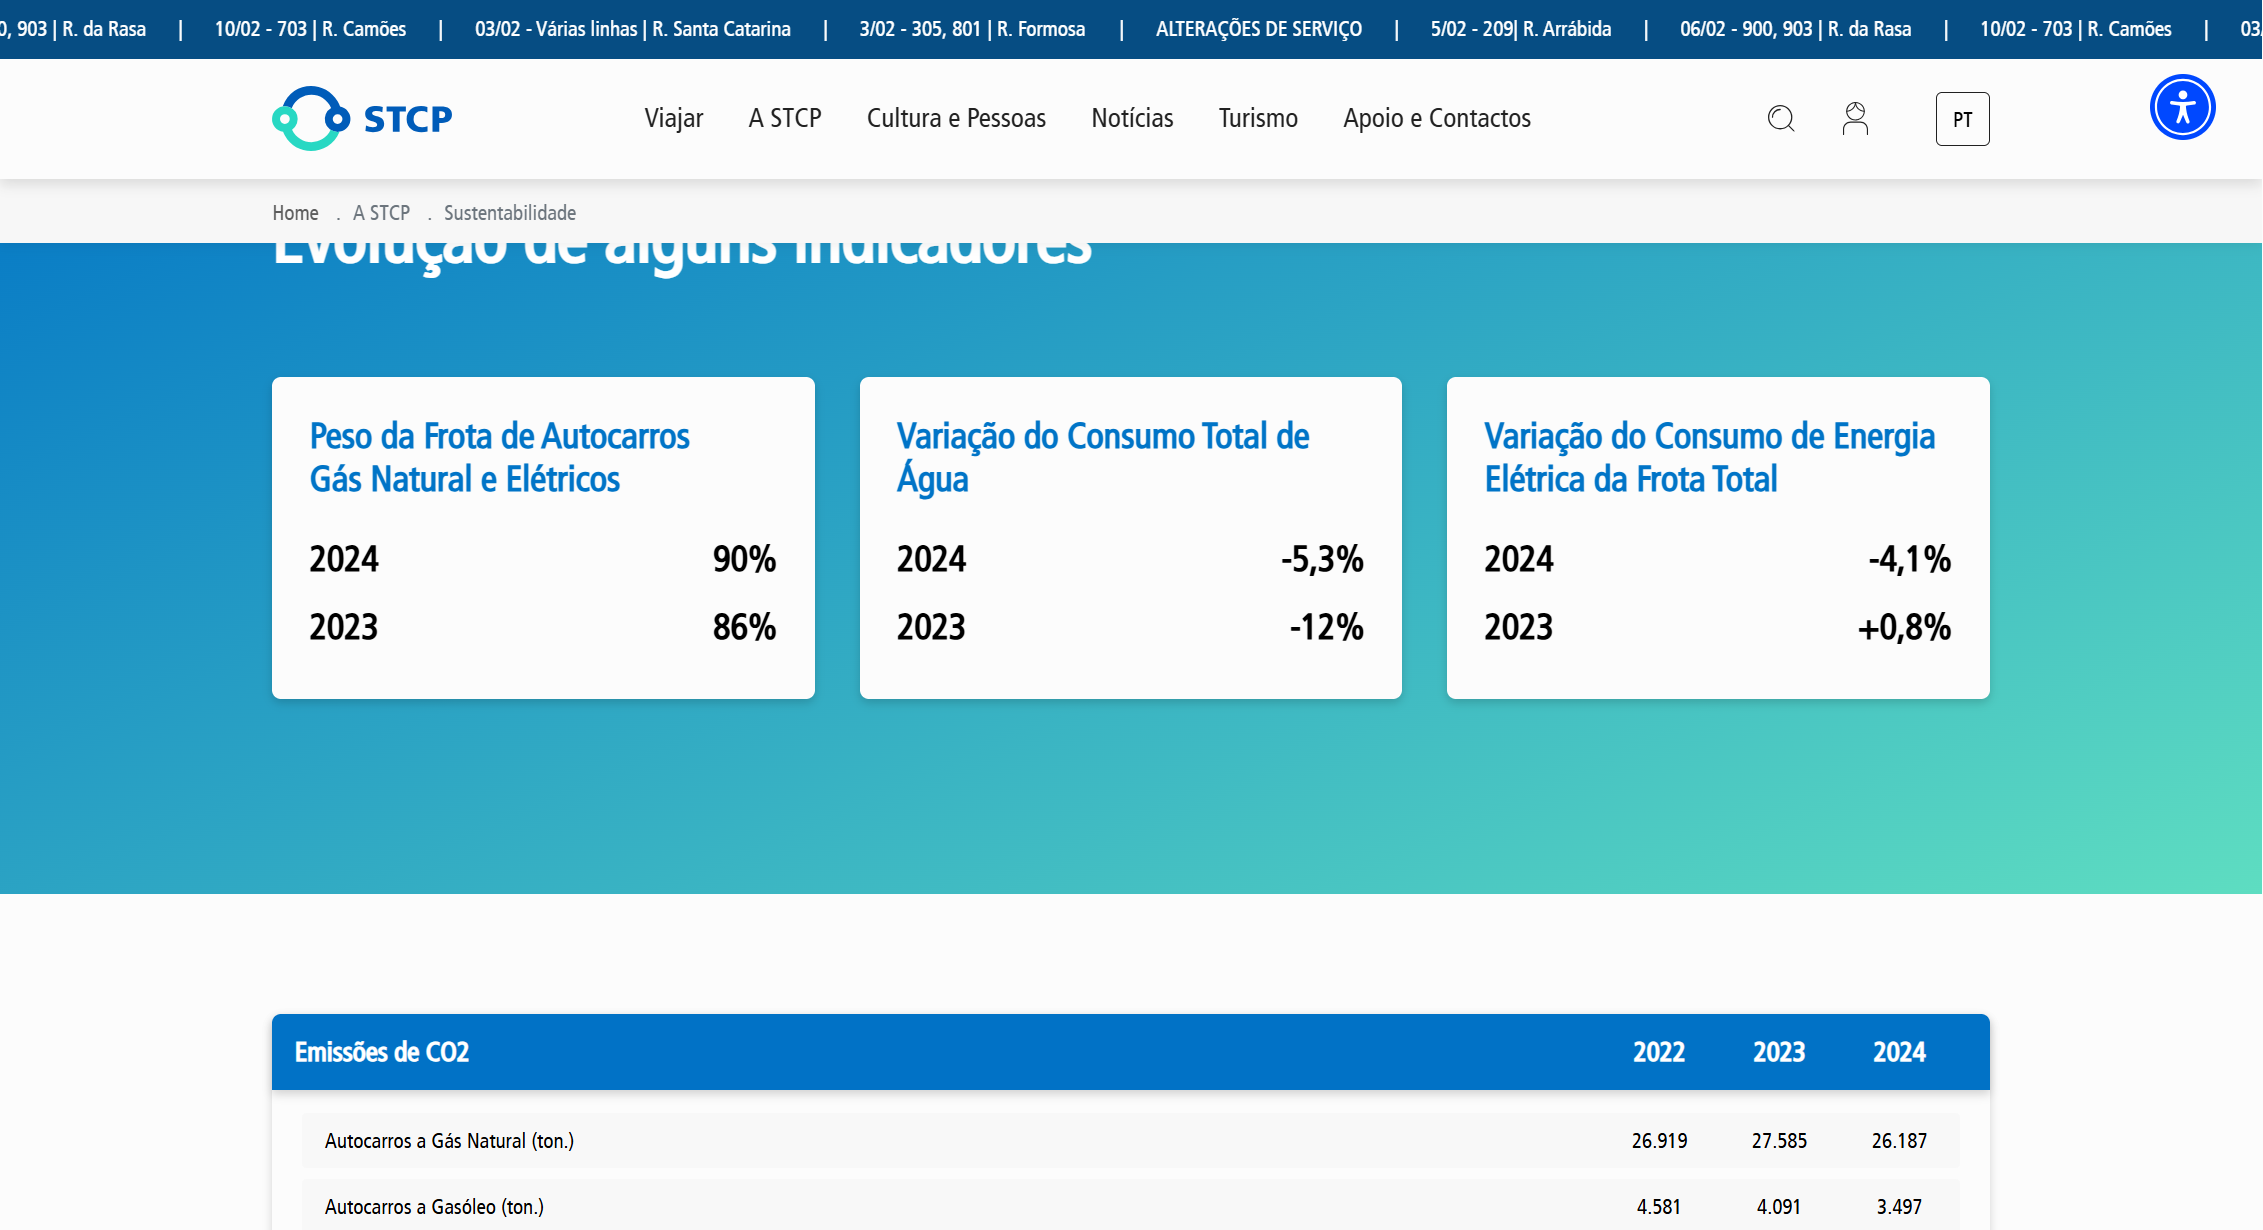 0, 903 | R. da Rasa | 10/02 - 703 | R. Camões | 03/02 - Várias linhas | R. Santa Catarina | 3/02 - 305, 801 | R. Formosa | ALTERAÇÕES DE SERVIÇO | 5/02 - 209| R. Arrábida | 06/02 - 900, 903 | R. da Rasa | 10/02 - 703 | R. Camões | 03/
STCP Viajar A STCP Cultura e Pessoas Notícias Turismo Apoio e Contactos PT
Home . A STCP . Sustentabilidade
Evolução de alguns indicadores
Peso da Frota de Autocarros
Gás Natural e Elétricos
2024 90%
2023 86%
Variação do Consumo Total de
Água
2024 -5,3%
2023 -12%
Variação do Consumo de Energia
Elétrica da Frota Total
2024 -4,1%
2023 +0,8%
Emissões de CO2 2022 2023 2024
Autocarros a Gás Natural (ton.) 26.919 27.585 26.187
Autocarros a Gasóleo (ton.) 4.581 4.091 3.497